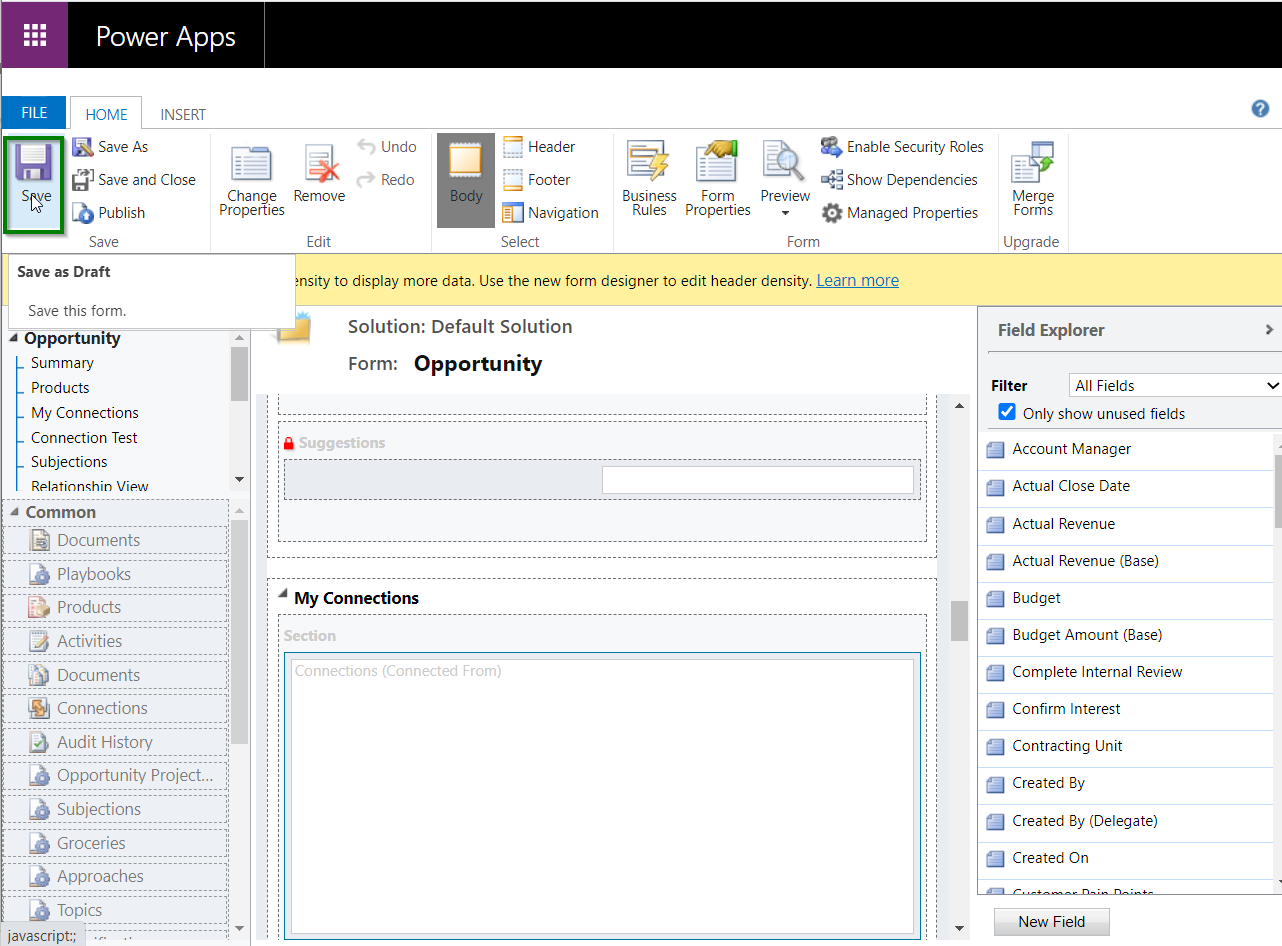 Power Apps
FILE
HOME
INSERT
Save
Save As
Save and Close
Publish
Save
Change
Properties
Remove
Undo
Redo
Edit
Body
Header
Footer
Navigation
Select
Business
Rules
Form
Properties
Preview
Enable Security Roles
Show Dependencies
Managed Properties
Form
Merge
Forms
Upgrade
Save as Draft
Save this form.
ensity to display more data. Use the new form designer to edit header density. Learn more
Opportunity
Summary
Products
My Connections
Connection Test
Subjections
Relationship View
Common
Documents
Playbooks
Products
Activities
Documents
Connections
Audit History
Opportunity Project...
Subjections
Groceries
Approaches
Topics
javascript:;
Solution: Default Solution
Form: Opportunity
Suggestions
My Connections
Section
Connections (Connected From)
Field Explorer
Filter
All Fields
Only show unused fields
Account Manager
Actual Close Date
Actual Revenue
Actual Revenue (Base)
Budget
Budget Amount (Base)
Complete Internal Review
Confirm Interest
Contracting Unit
Created By
Created By (Delegate)
Created On
Customer Pain Points
New Field